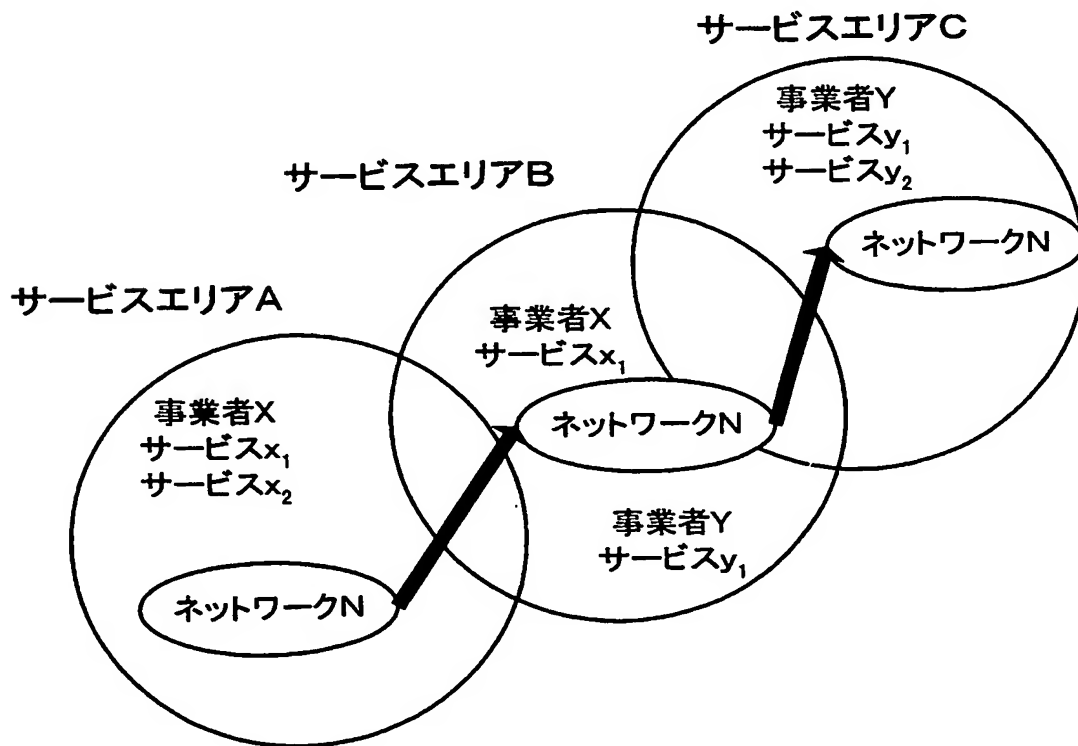 サービスエリアC
事業者Y
サービスy₁
サービスy₂
ネットワークN
サービスエリアB
事業者X
サービスx₁
ネットワークN
事業者Y
サービスy₁
サービスエリアA
事業者X
サービスx₁
サービスx₂
ネットワークN